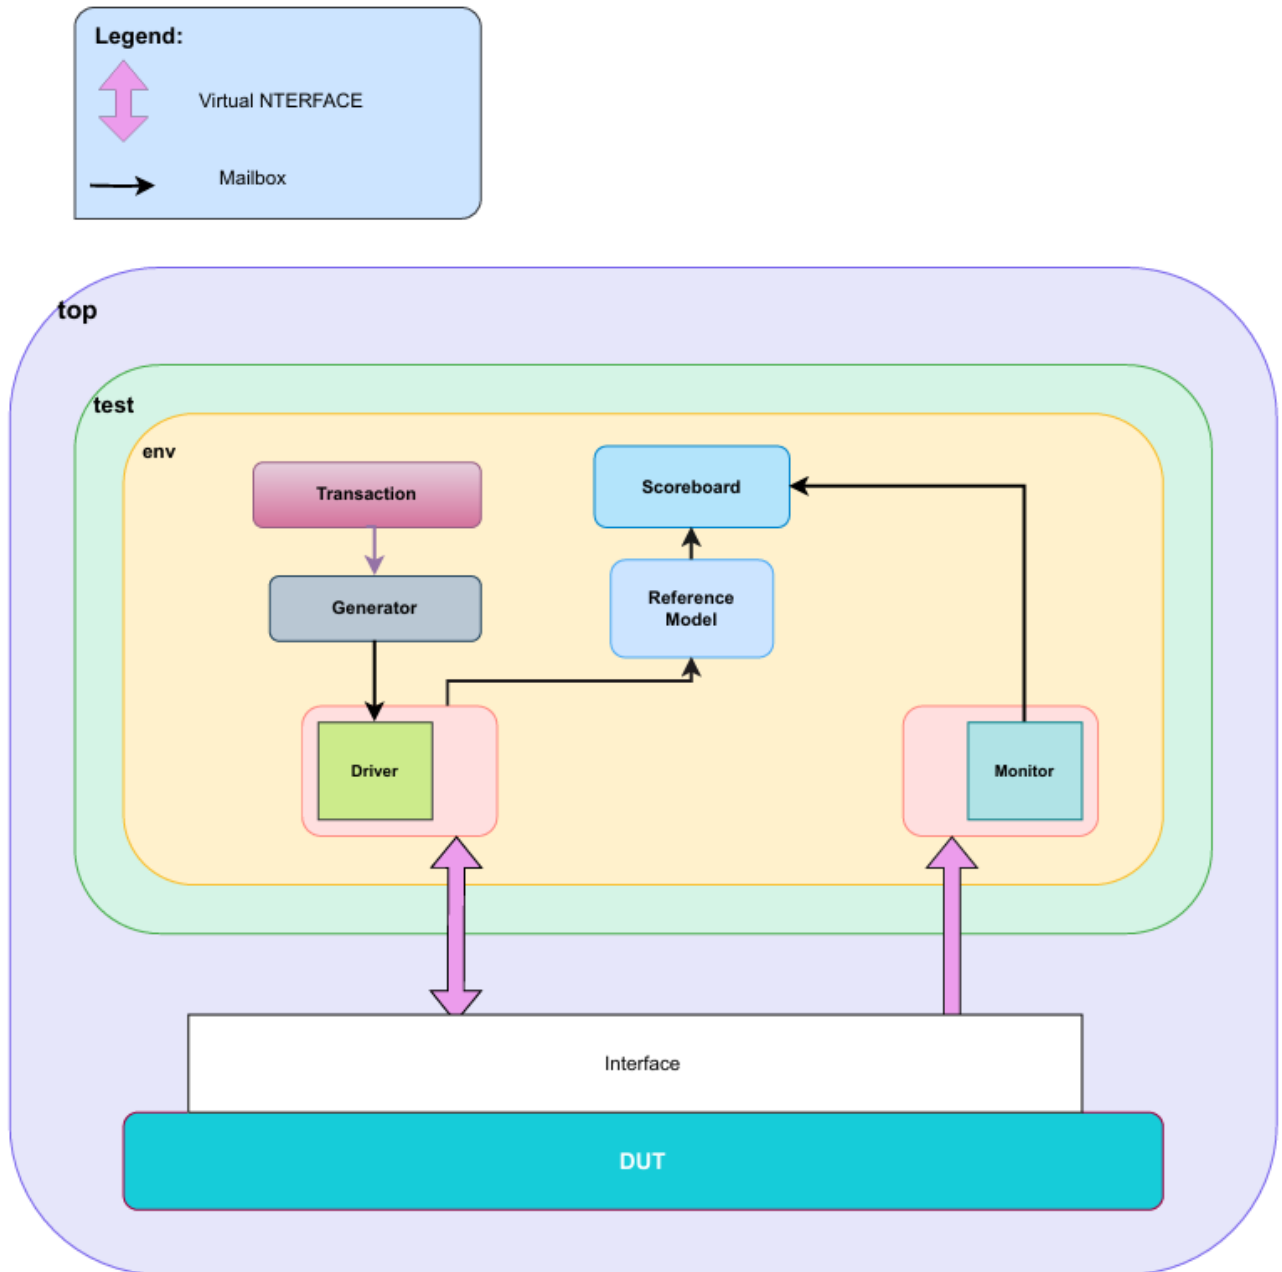 Legend:
Virtual NTERFACE
Mailbox
top
test
env
Transaction
Scoreboard
Generator
Reference
Model
Driver
Monitor
Interface
DUT